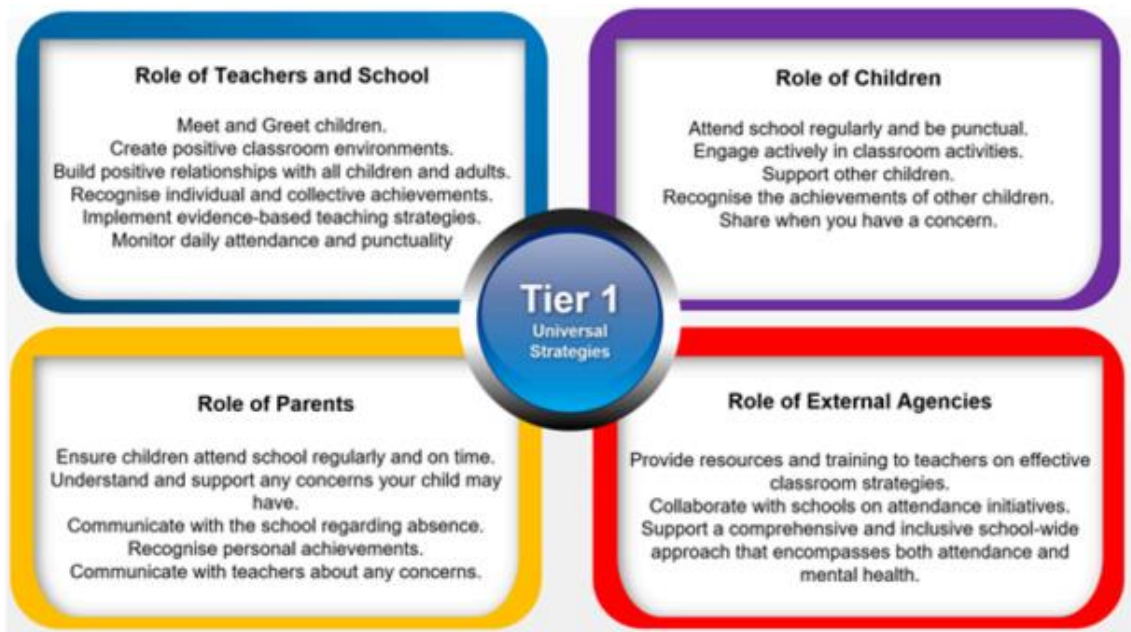 Role of Teachers and School
Meet and Greet children.
Create positive classroom environments.
Build positive relationships with all children and adults.
Recognise individual and collective achievements.
Implement evidence-based teaching strategies.
Monitor daily attendance and punctuality
Role of Children
Attend school regularly and be punctual.
Engage actively in classroom activities.
Support other children.
Recognise the achievements of other children.
Share when you have a concern.
Tier 1
Universal
Strategies
Role of Parents
Ensure children attend school regularly and on time.
Understand and support any concerns your child may
have.
Communicate with the school regarding absence.
Recognise personal achievements.
Communicate with teachers about any concerns.
Role of External Agencies
Provide resources and training to teachers on effective
classroom strategies.
Collaborate with schools on attendance initiatives.
Support a comprehensive and inclusive school-wide
approach that encompasses both attendance and
mental health.